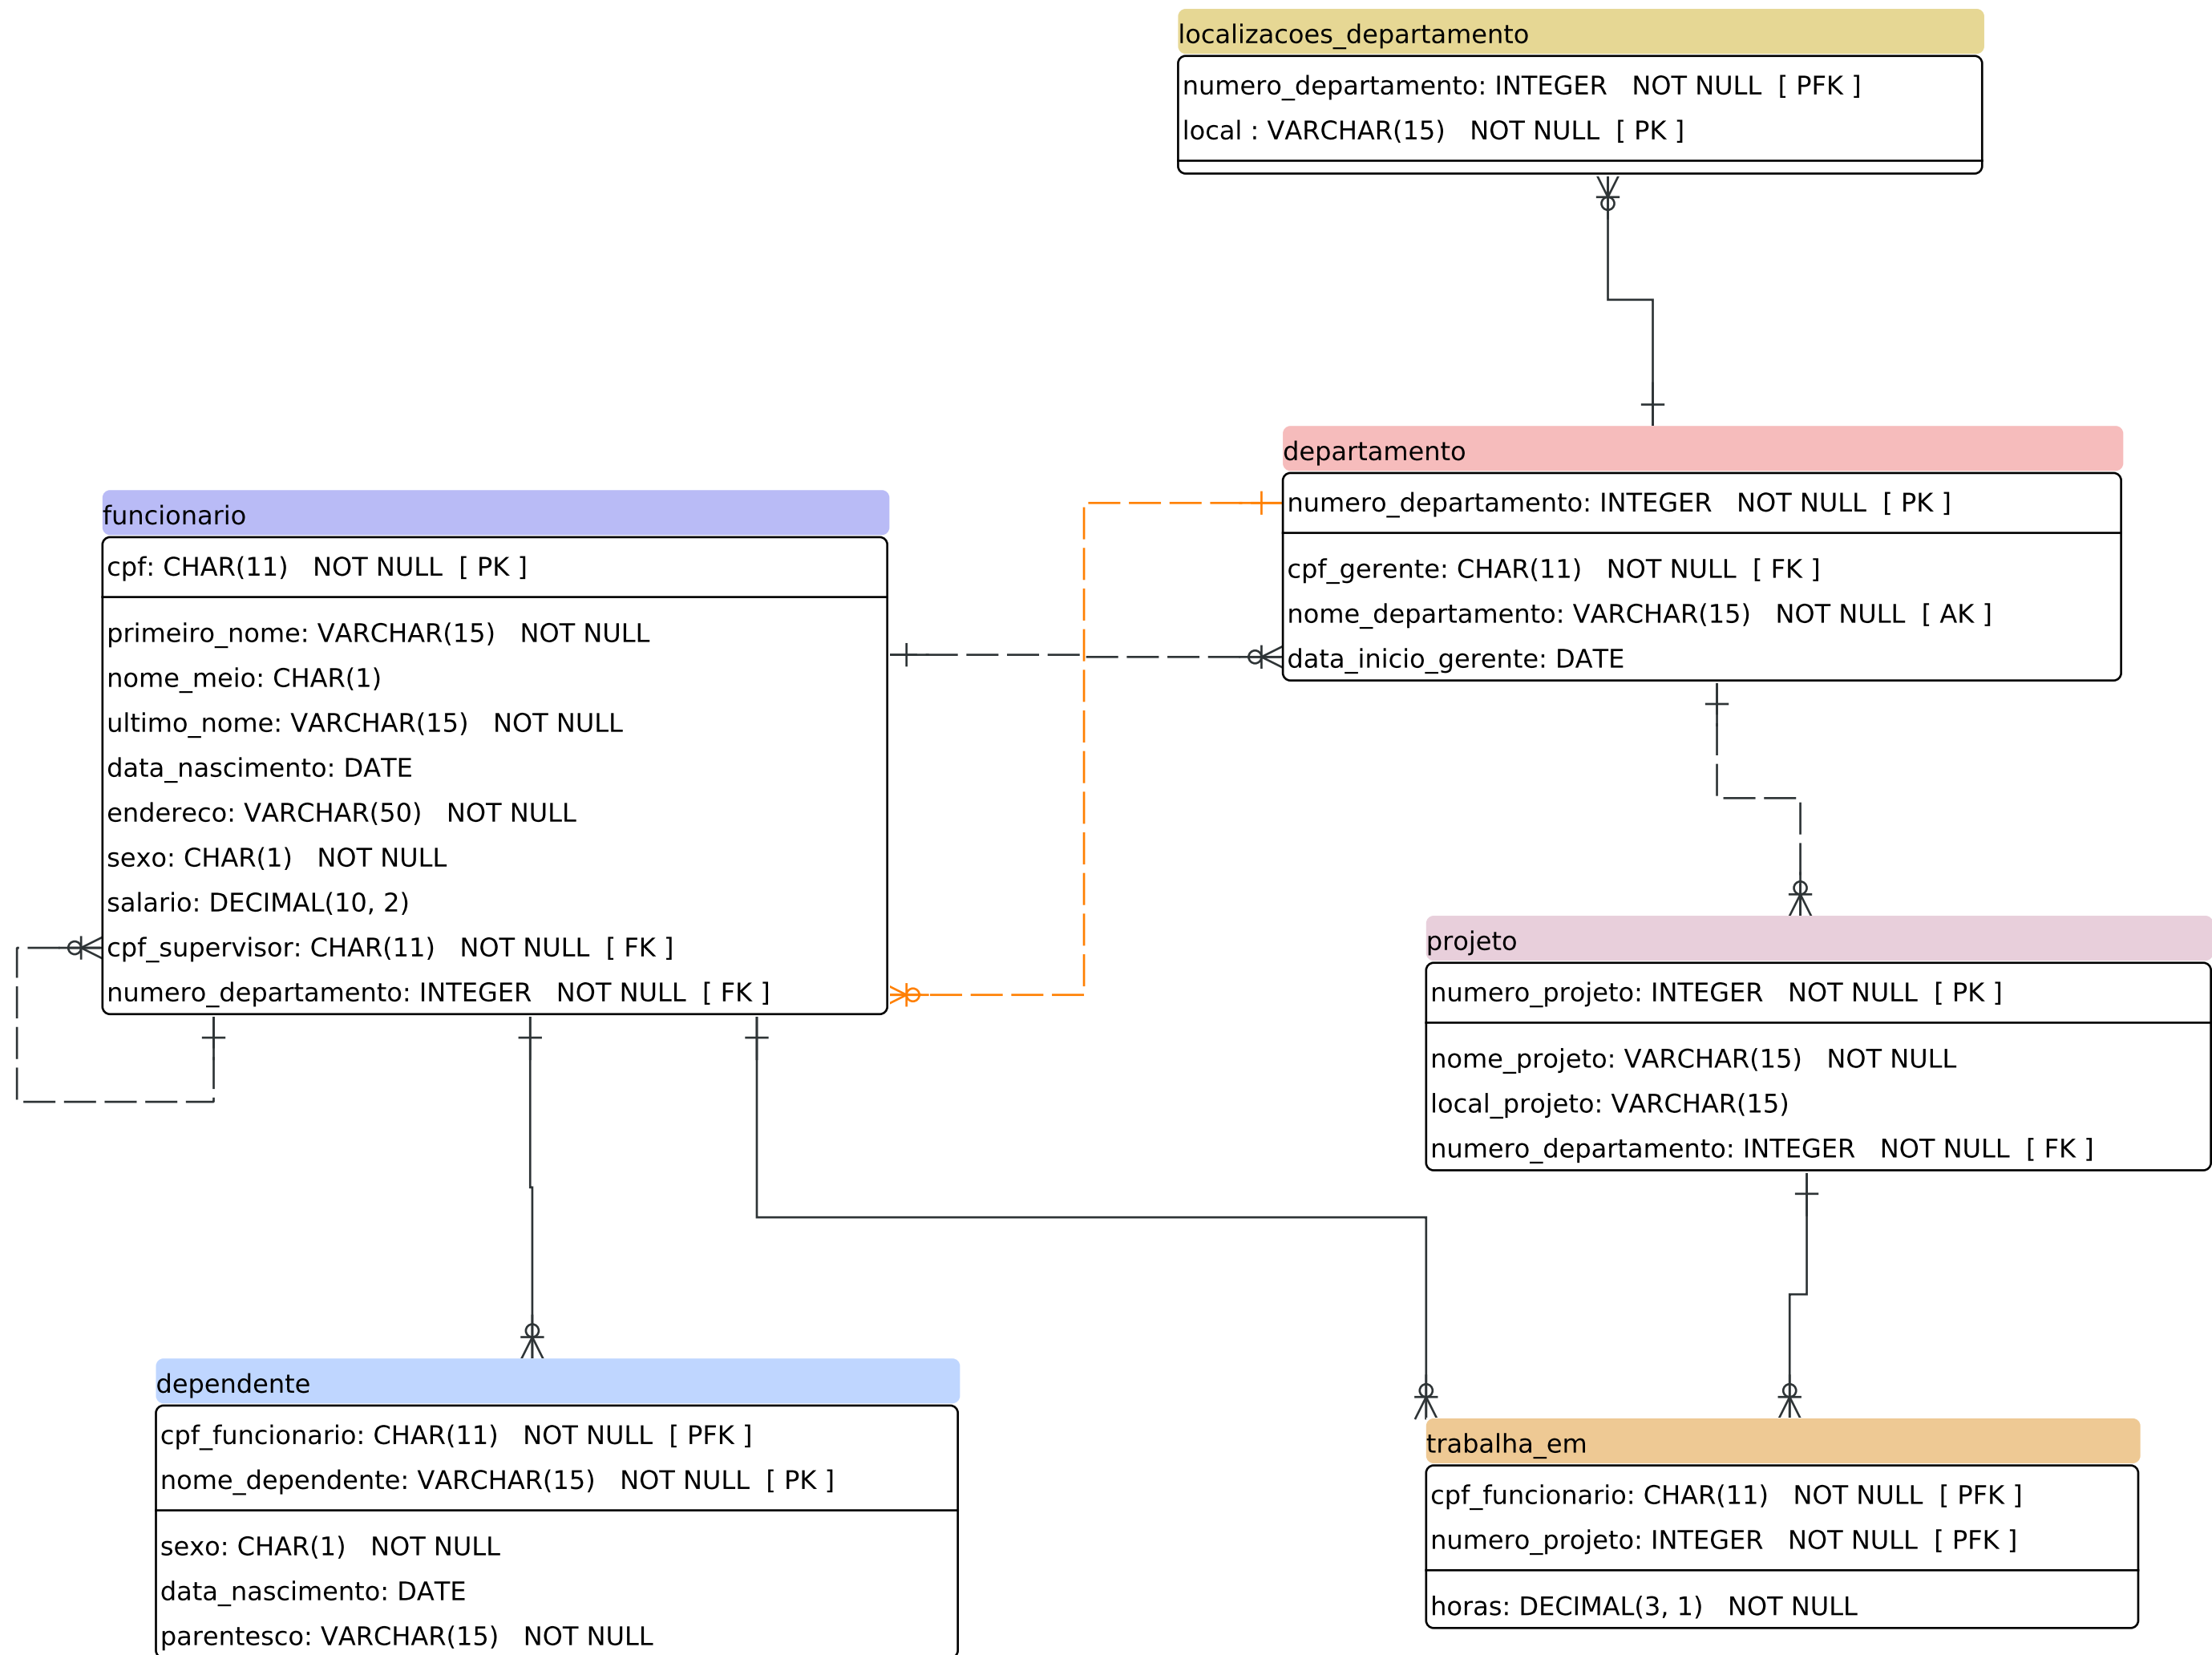 localizacoes_departamento
numero_departamento: INTEGER NOT NULL [ PFK ]
local : VARCHAR(15) NOT NULL [ PK ]
departamento
numero_departamento: INTEGER NOT NULL [ PK ]
cpf_gerente: CHAR(11) NOT NULL [ FK ]
nome_departamento: VARCHAR(15) NOT NULL [ AK ]
data_inicio_gerente: DATE
funcionario
cpf: CHAR(11) NOT NULL [ PK ]
primeiro_nome: VARCHAR(15) NOT NULL
nome_meio: CHAR(1)
ultimo_nome: VARCHAR(15) NOT NULL
data_nascimento: DATE
endereco: VARCHAR(50) NOT NULL
sexo: CHAR(1) NOT NULL
salario: DECIMAL(10, 2)
cpf_supervisor: CHAR(11) NOT NULL [ FK ]
numero_departamento: INTEGER NOT NULL [ FK ]
projeto
numero_projeto: INTEGER NOT NULL [ PK ]
nome_projeto: VARCHAR(15) NOT NULL
local_projeto: VARCHAR(15)
numero_departamento: INTEGER NOT NULL [ FK ]
dependente
cpf_funcionario: CHAR(11) NOT NULL [ PFK ]
nome_dependente: VARCHAR(15) NOT NULL [ PK ]
sexo: CHAR(1) NOT NULL
data_nascimento: DATE
parentesco: VARCHAR(15) NOT NULL
trabalha_em
cpf_funcionario: CHAR(11) NOT NULL [ PFK ]
numero_projeto: INTEGER NOT NULL [ PFK ]
horas: DECIMAL(3, 1) NOT NULL